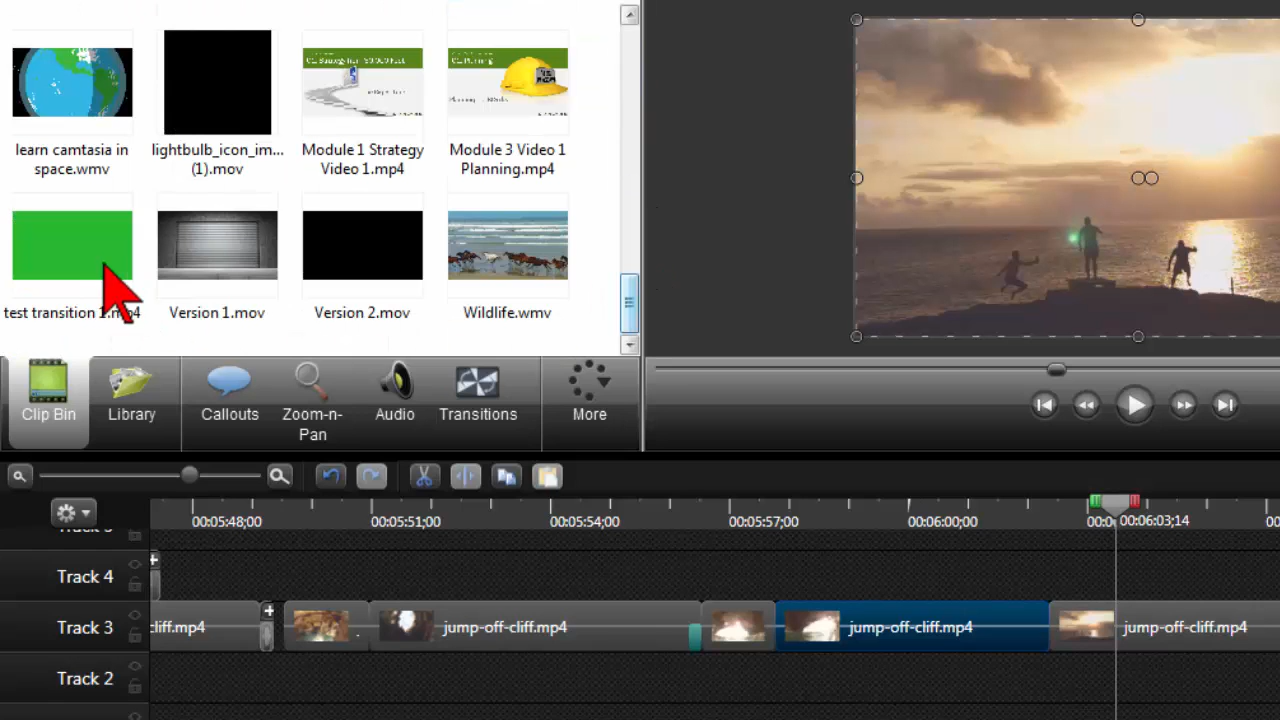 01. Planning
learn camtasia in space.wmv
lightbulb_icon_im... (1).mov
Module 1 Strategy Video 1.mp4
Module 3 Video 1 Planning.mp4
test transition 1.mp4
Version 1.mov
Version 2.mov
Wildlife.wmv
Clip Bin
Library
Callouts
Zoom-n-Pan
Audio
Transitions
More
00:05:48;00
00:05:51;00
00:05:54;00
00:05:57;00
00:06:00;00
00:0
00:06:03;14
Track 4
Track 3
cliff.mp4
jump-off-cliff.mp4
jump-off-cliff.mp4
jump-off-cliff.mp4
Track 2